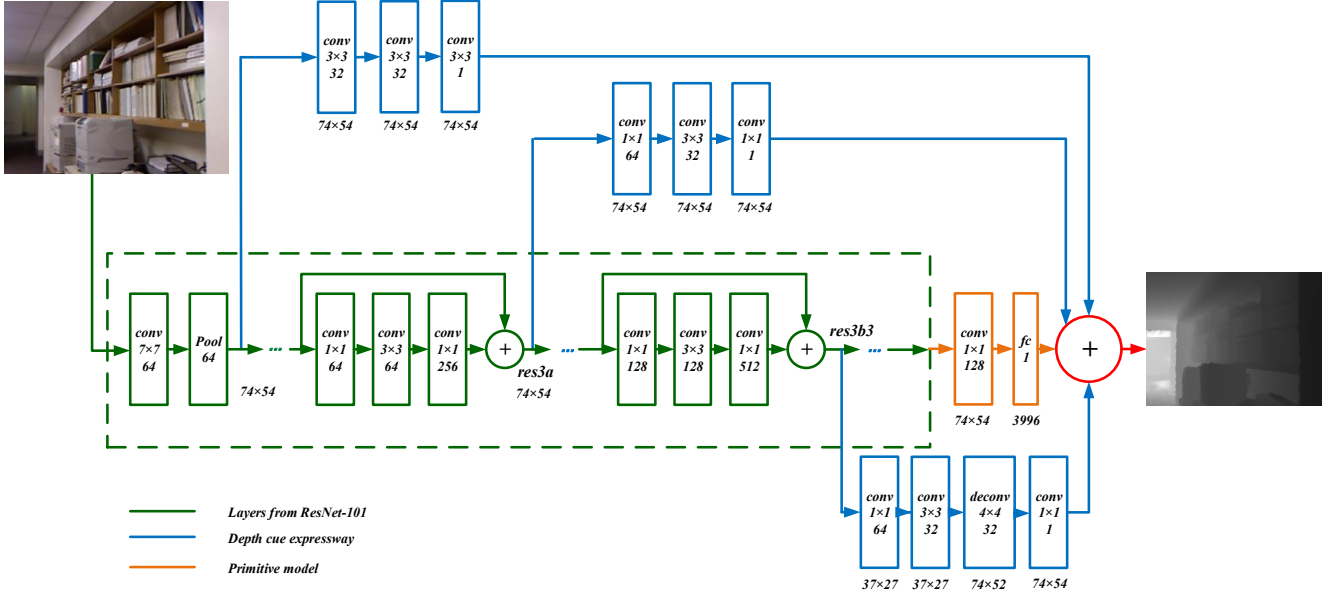 conv
3×3
32
conv
3×3
32
conv
3×3
1
74×54
74×54
74×54
conv
1×1
64
conv
3×3
32
conv
1×1
1
74×54
74×54
74×54
conv
7×7
64
Pool
64
74×54
...
conv
1×1
64
conv
3×3
64
conv
1×1
256
+
res3a
74×54
...
conv
1×1
128
conv
3×3
128
conv
1×1
512
+
res3b3
...
conv
1×1
128
74×54
fc
1
3996
+
conv
1×1
64
conv
3×3
32
deconv
4×4
32
conv
1×1
1
37×27
37×27
74×52
74×54
Layers from ResNet-101
Depth cue expressway
Primitive model